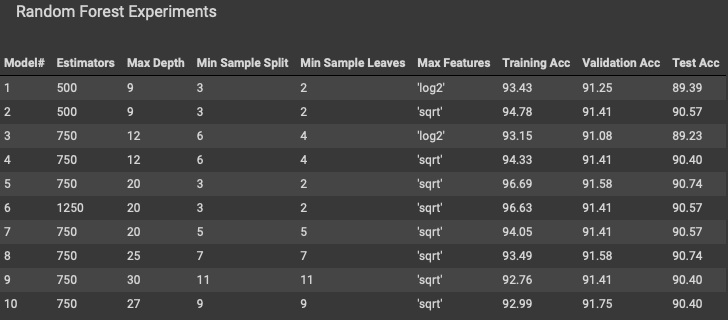 Random Forest Experiments
Model# Estimators Max Depth Min Sample Split Min Sample Leaves Max Features Training Acc Validation Acc Test Acc
1 500 9 3 2 'log2' 93.43 91.25 89.39
2 500 9 3 2 'sqrt' 94.78 91.41 90.57
3 750 12 6 4 'log2' 93.15 91.08 89.23
4 750 12 6 4 'sqrt' 94.33 91.41 90.40
5 750 20 3 2 'sqrt' 96.69 91.58 90.74
6 1250 20 3 2 'sqrt' 96.63 91.41 90.57
7 750 20 5 5 'sqrt' 94.05 91.41 90.57
8 750 25 7 7 'sqrt' 93.49 91.58 90.74
9 750 30 11 11 'sqrt' 92.76 91.41 90.40
10 750 27 9 9 'sqrt' 92.99 91.75 90.40